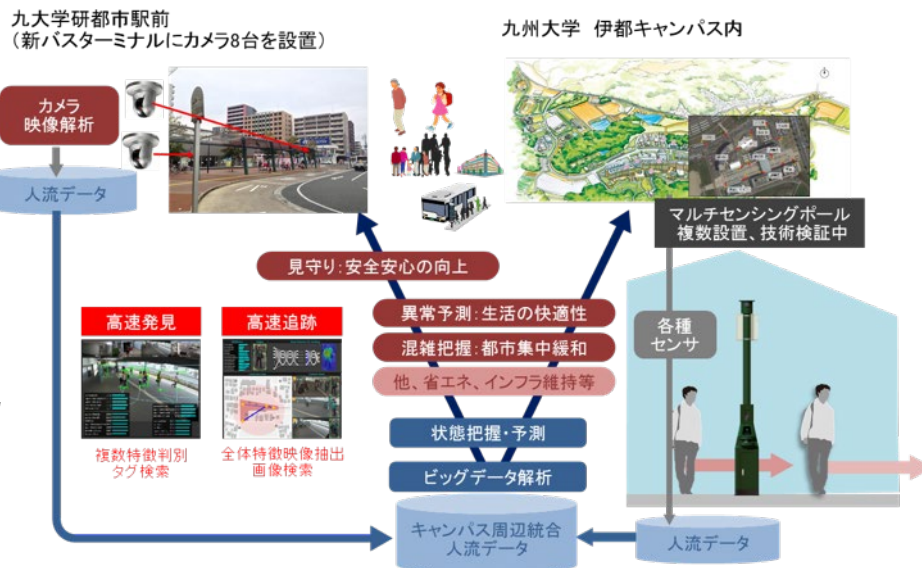 九大学研都市駅前
（新バスターミナルにカメラ8台を設置）
九州大学 伊都キャンパス内
カメラ
映像解析
人流データ
マルチセンシングポール
複数設置、技術検証中
見守り：安全安心の向上
異常予測：生活の快適性
混雑把握：都市集中緩和
他、省エネ、インフラ維持等
高速発見
高速追跡
各種
センサ
複数特徴判別
タグ検索
全体特徴映像抽出
画像検索
状態把握・予測
ビッグデータ解析
キャンパス周辺統合
人流データ
人流データ